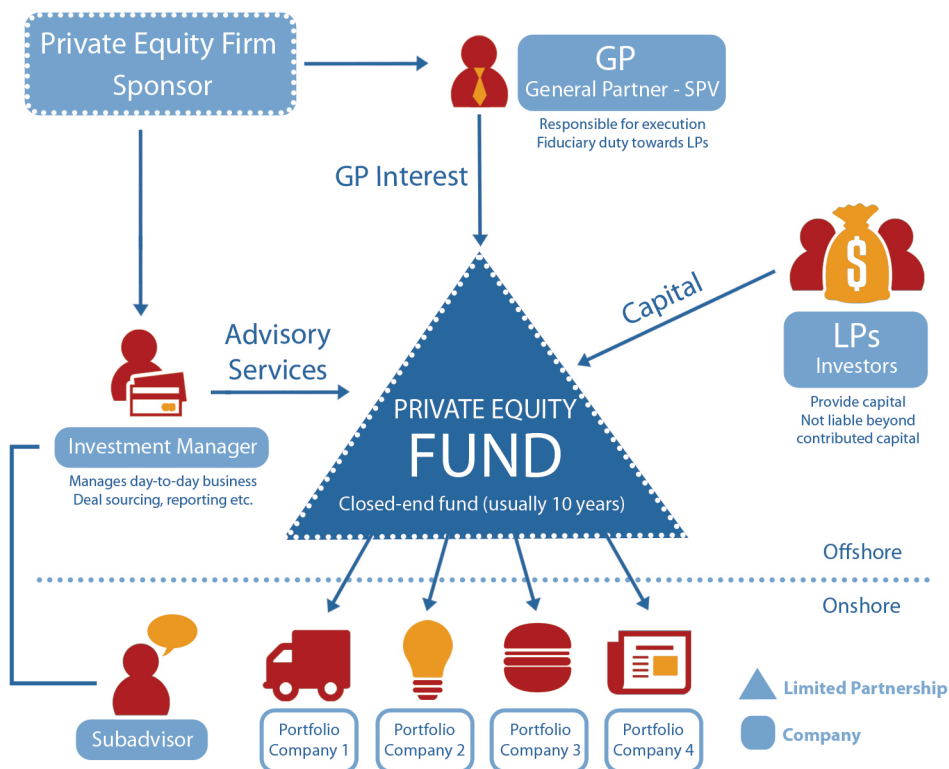 Private Equity Firm
Sponsor
GP
General Partner - SPV
Responsible for execution
Fiduciary duty towards LPs
GP Interest
$
Capital
LPs
Investors
Provide capital
Not liable beyond
contributed capital
Advisory
Services
Investment Manager
Manages day-to-day business
Deal sourcing, reporting etc.
PRIVATE EQUITY
FUND
Closed-end fund (usually 10 years)
Offshore
Onshore
Subadvisor
Portfolio
Company 1
Portfolio
Company 2
Portfolio
Company 3
Portfolio
Company 4
Limited Partnership
Company